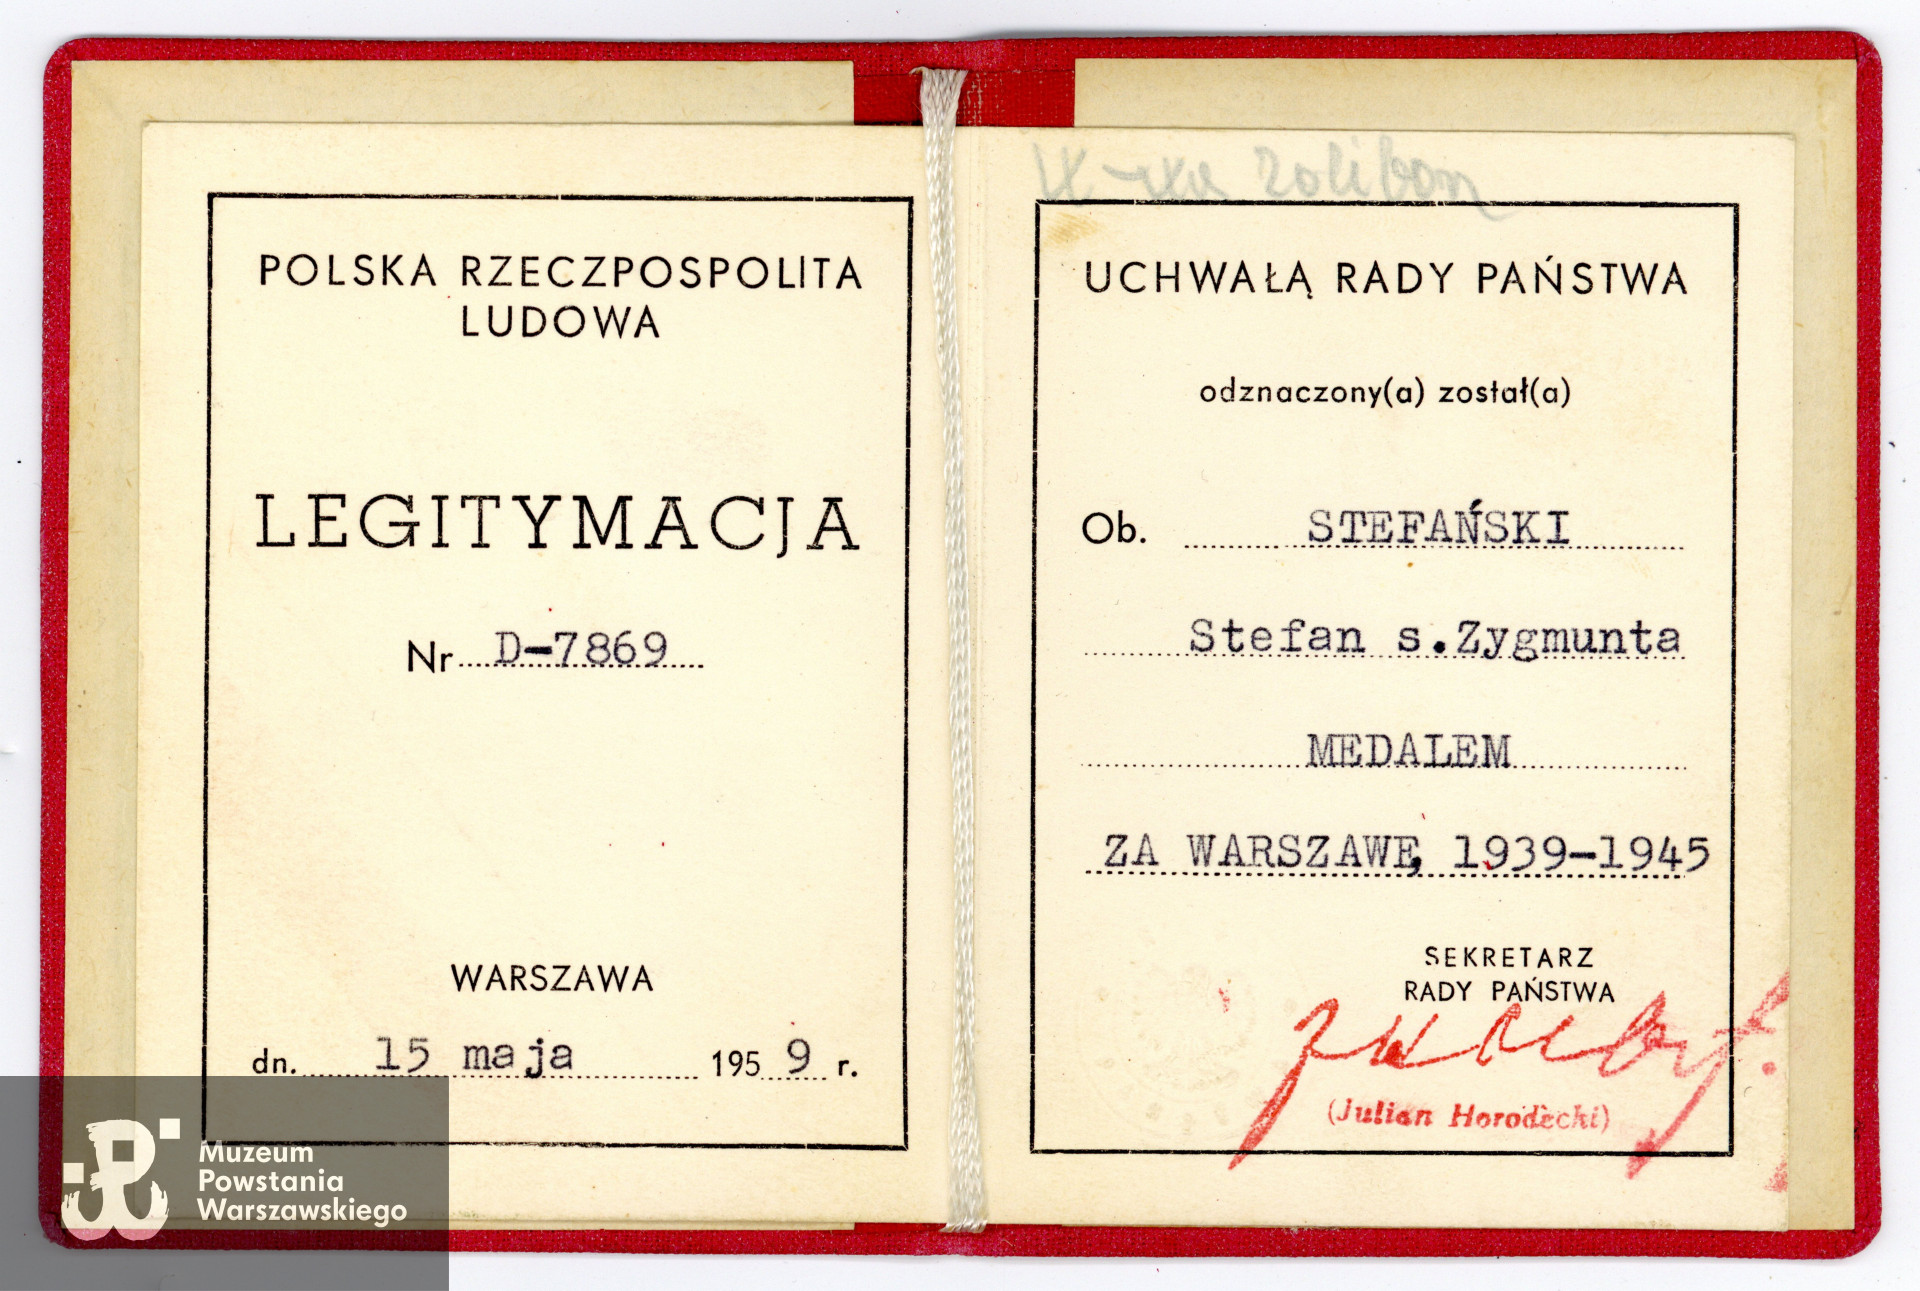 POLSKA RZECZPOSPOLITA
LUDOWA
LEGITYMACJA
Nr D-7869
WARSZAWA
dn. 15 maja 1959 r.
UCHWAŁĄ RADY PAŃSTWA
odznaczony(a) został(a)
Ob. STEFAŃSKI
Stefan s.Zygmunta
MEDALEM
ZA WARSZAWĘ 1939-1945
SEKRETARZ
RADY PAŃSTWA
(Julian Horodecki)
Muzeum
Powstania
Warszawskiego